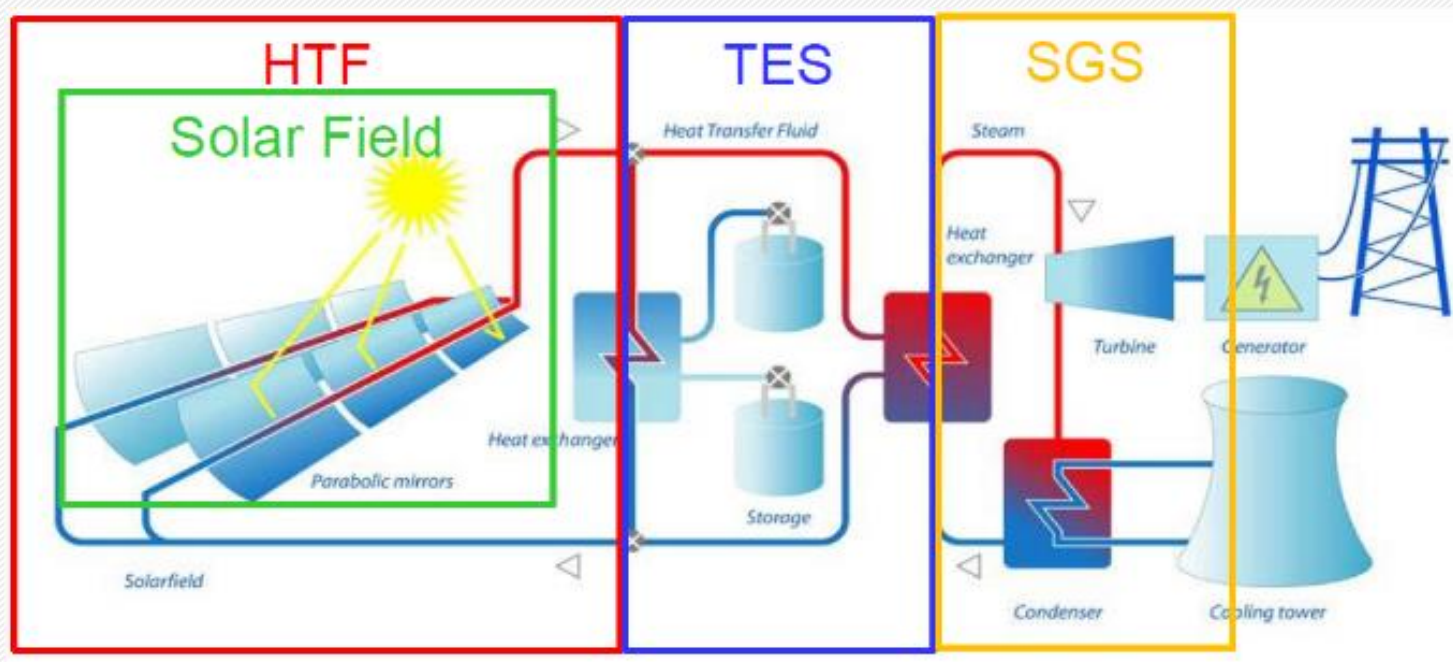 HTF
TES
SGS
Solar Field
Heat Transfer Fluid
Steam
Heat
exchanger
Turbine
Generator
Heat exchanger
Parabolic mirrors
Storage
Solarfield
Condenser
Cooling tower